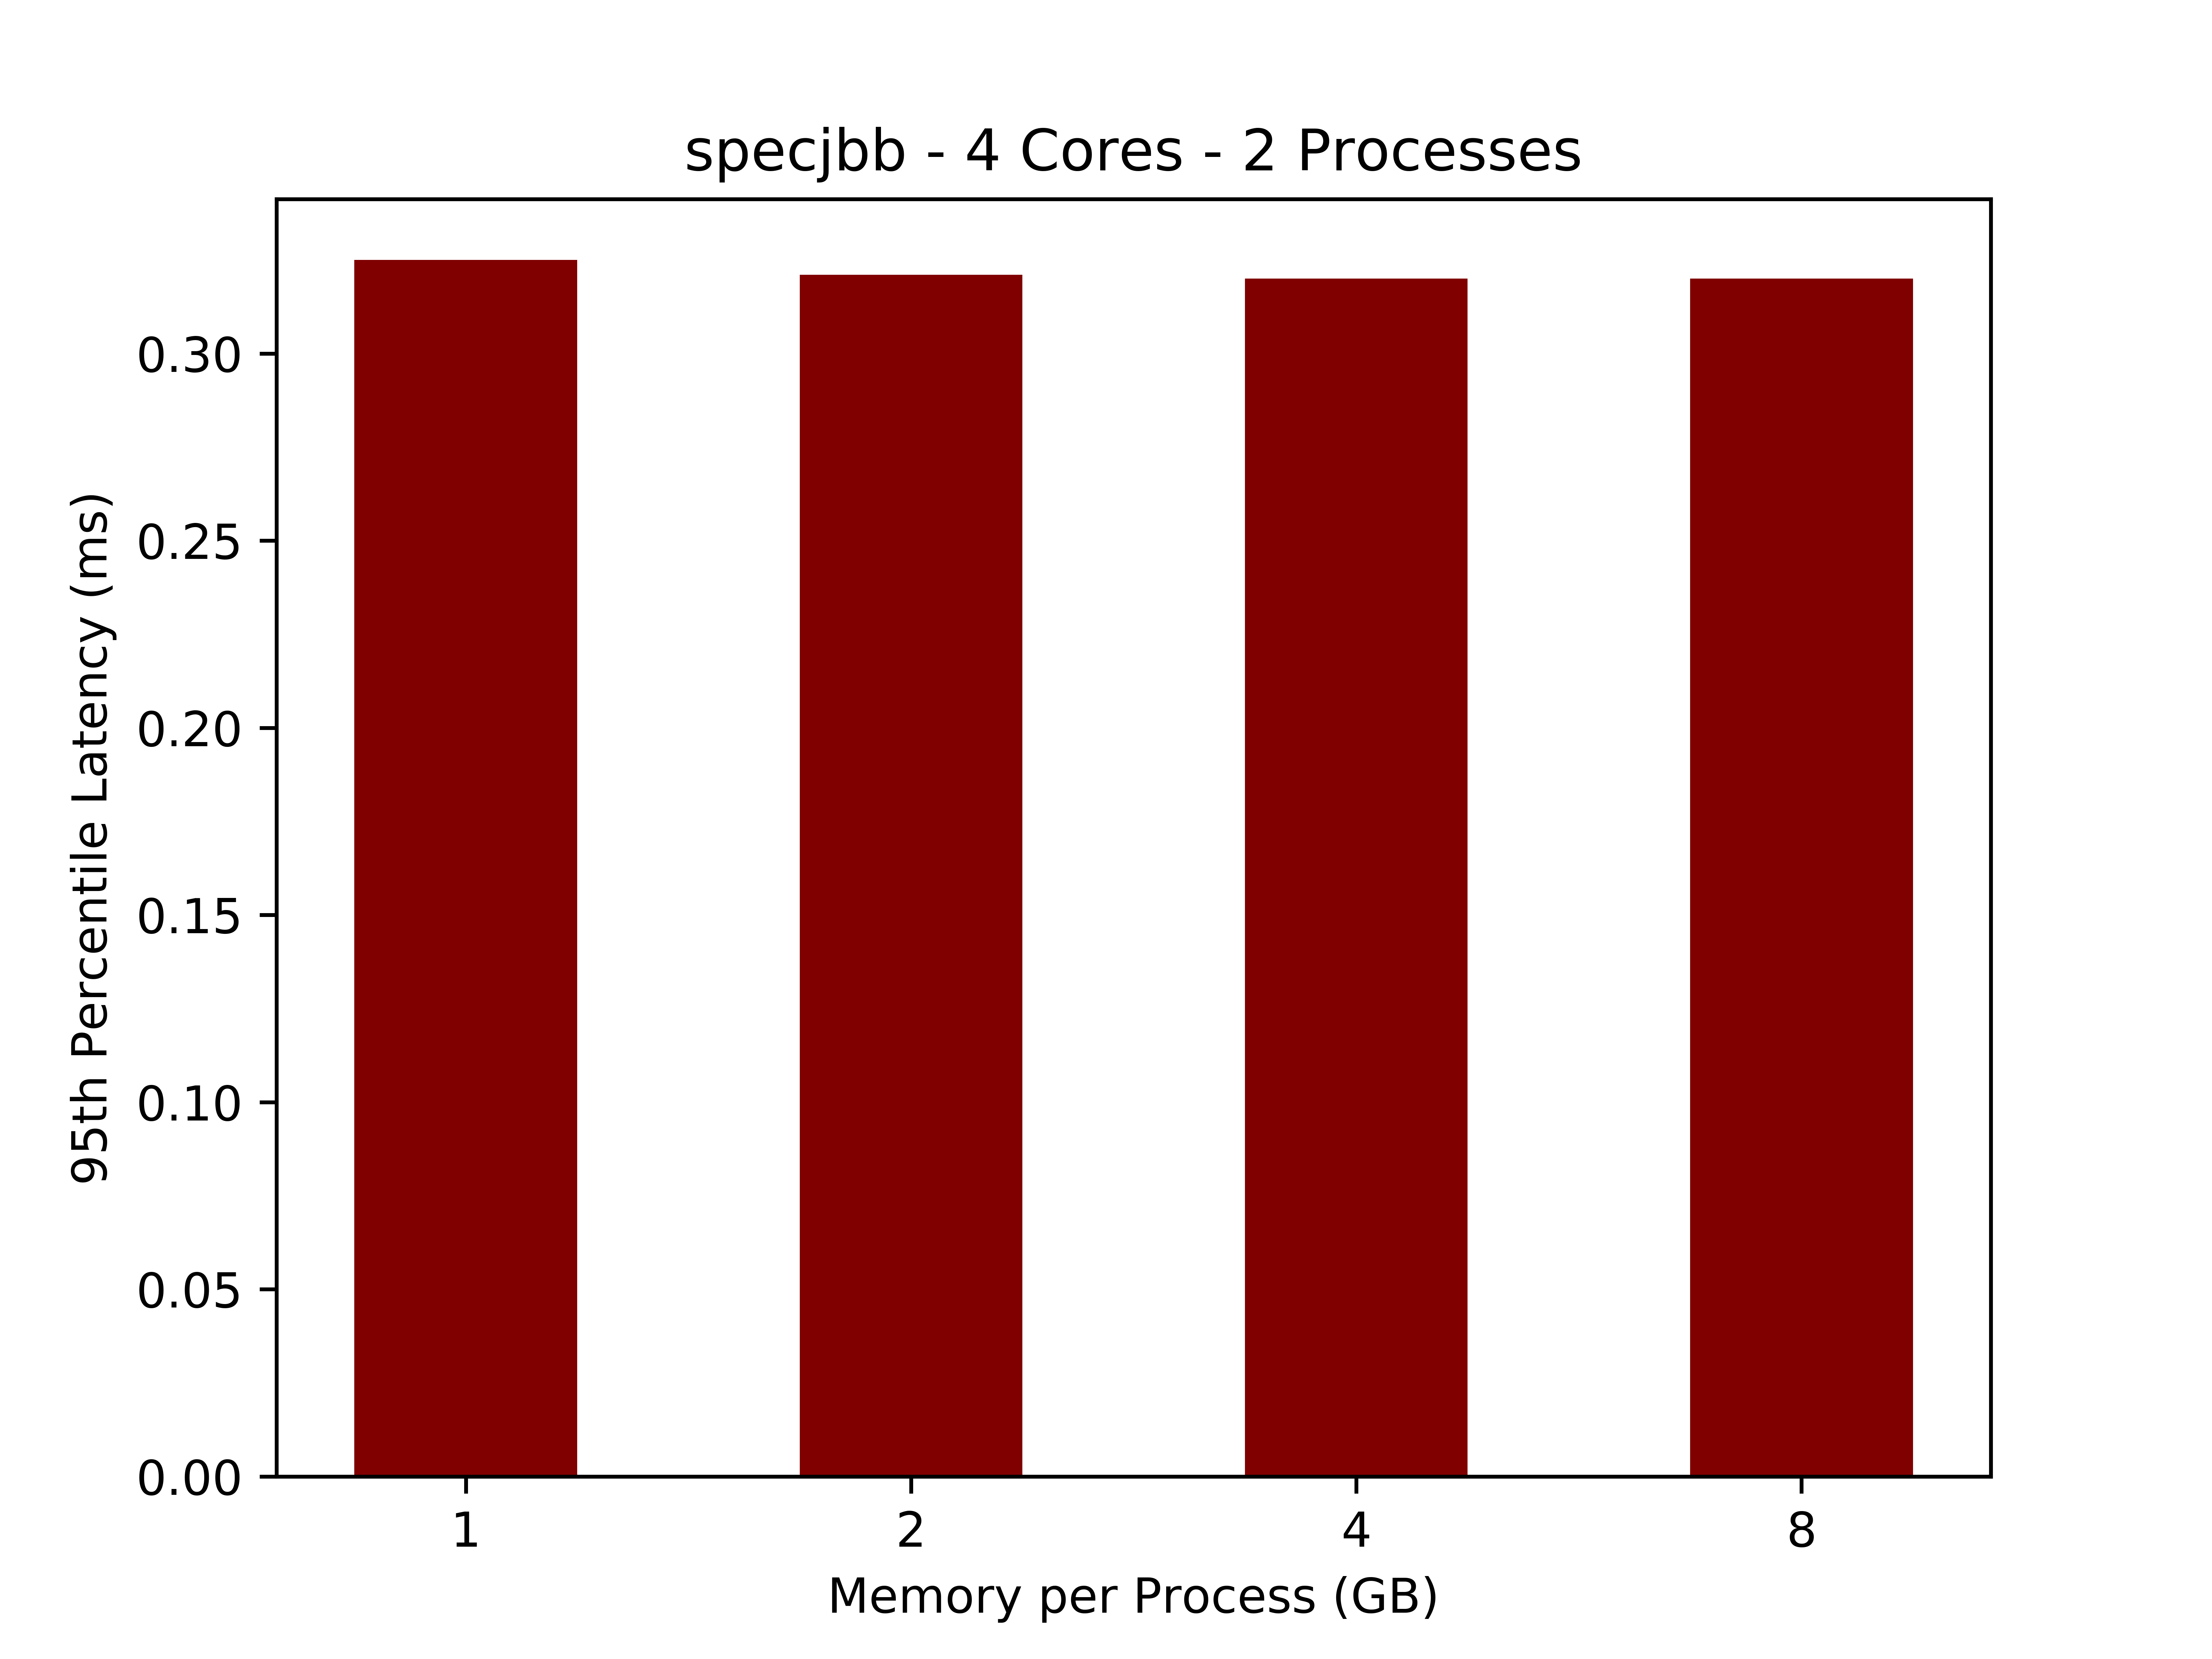 specjbb - 4 Cores - 2 Processes
95th Percentile Latency (ms)
0.30
0.25
0.20
0.15
0.10
0.05
0.00
1 2 4 8
Memory per Process (GB)